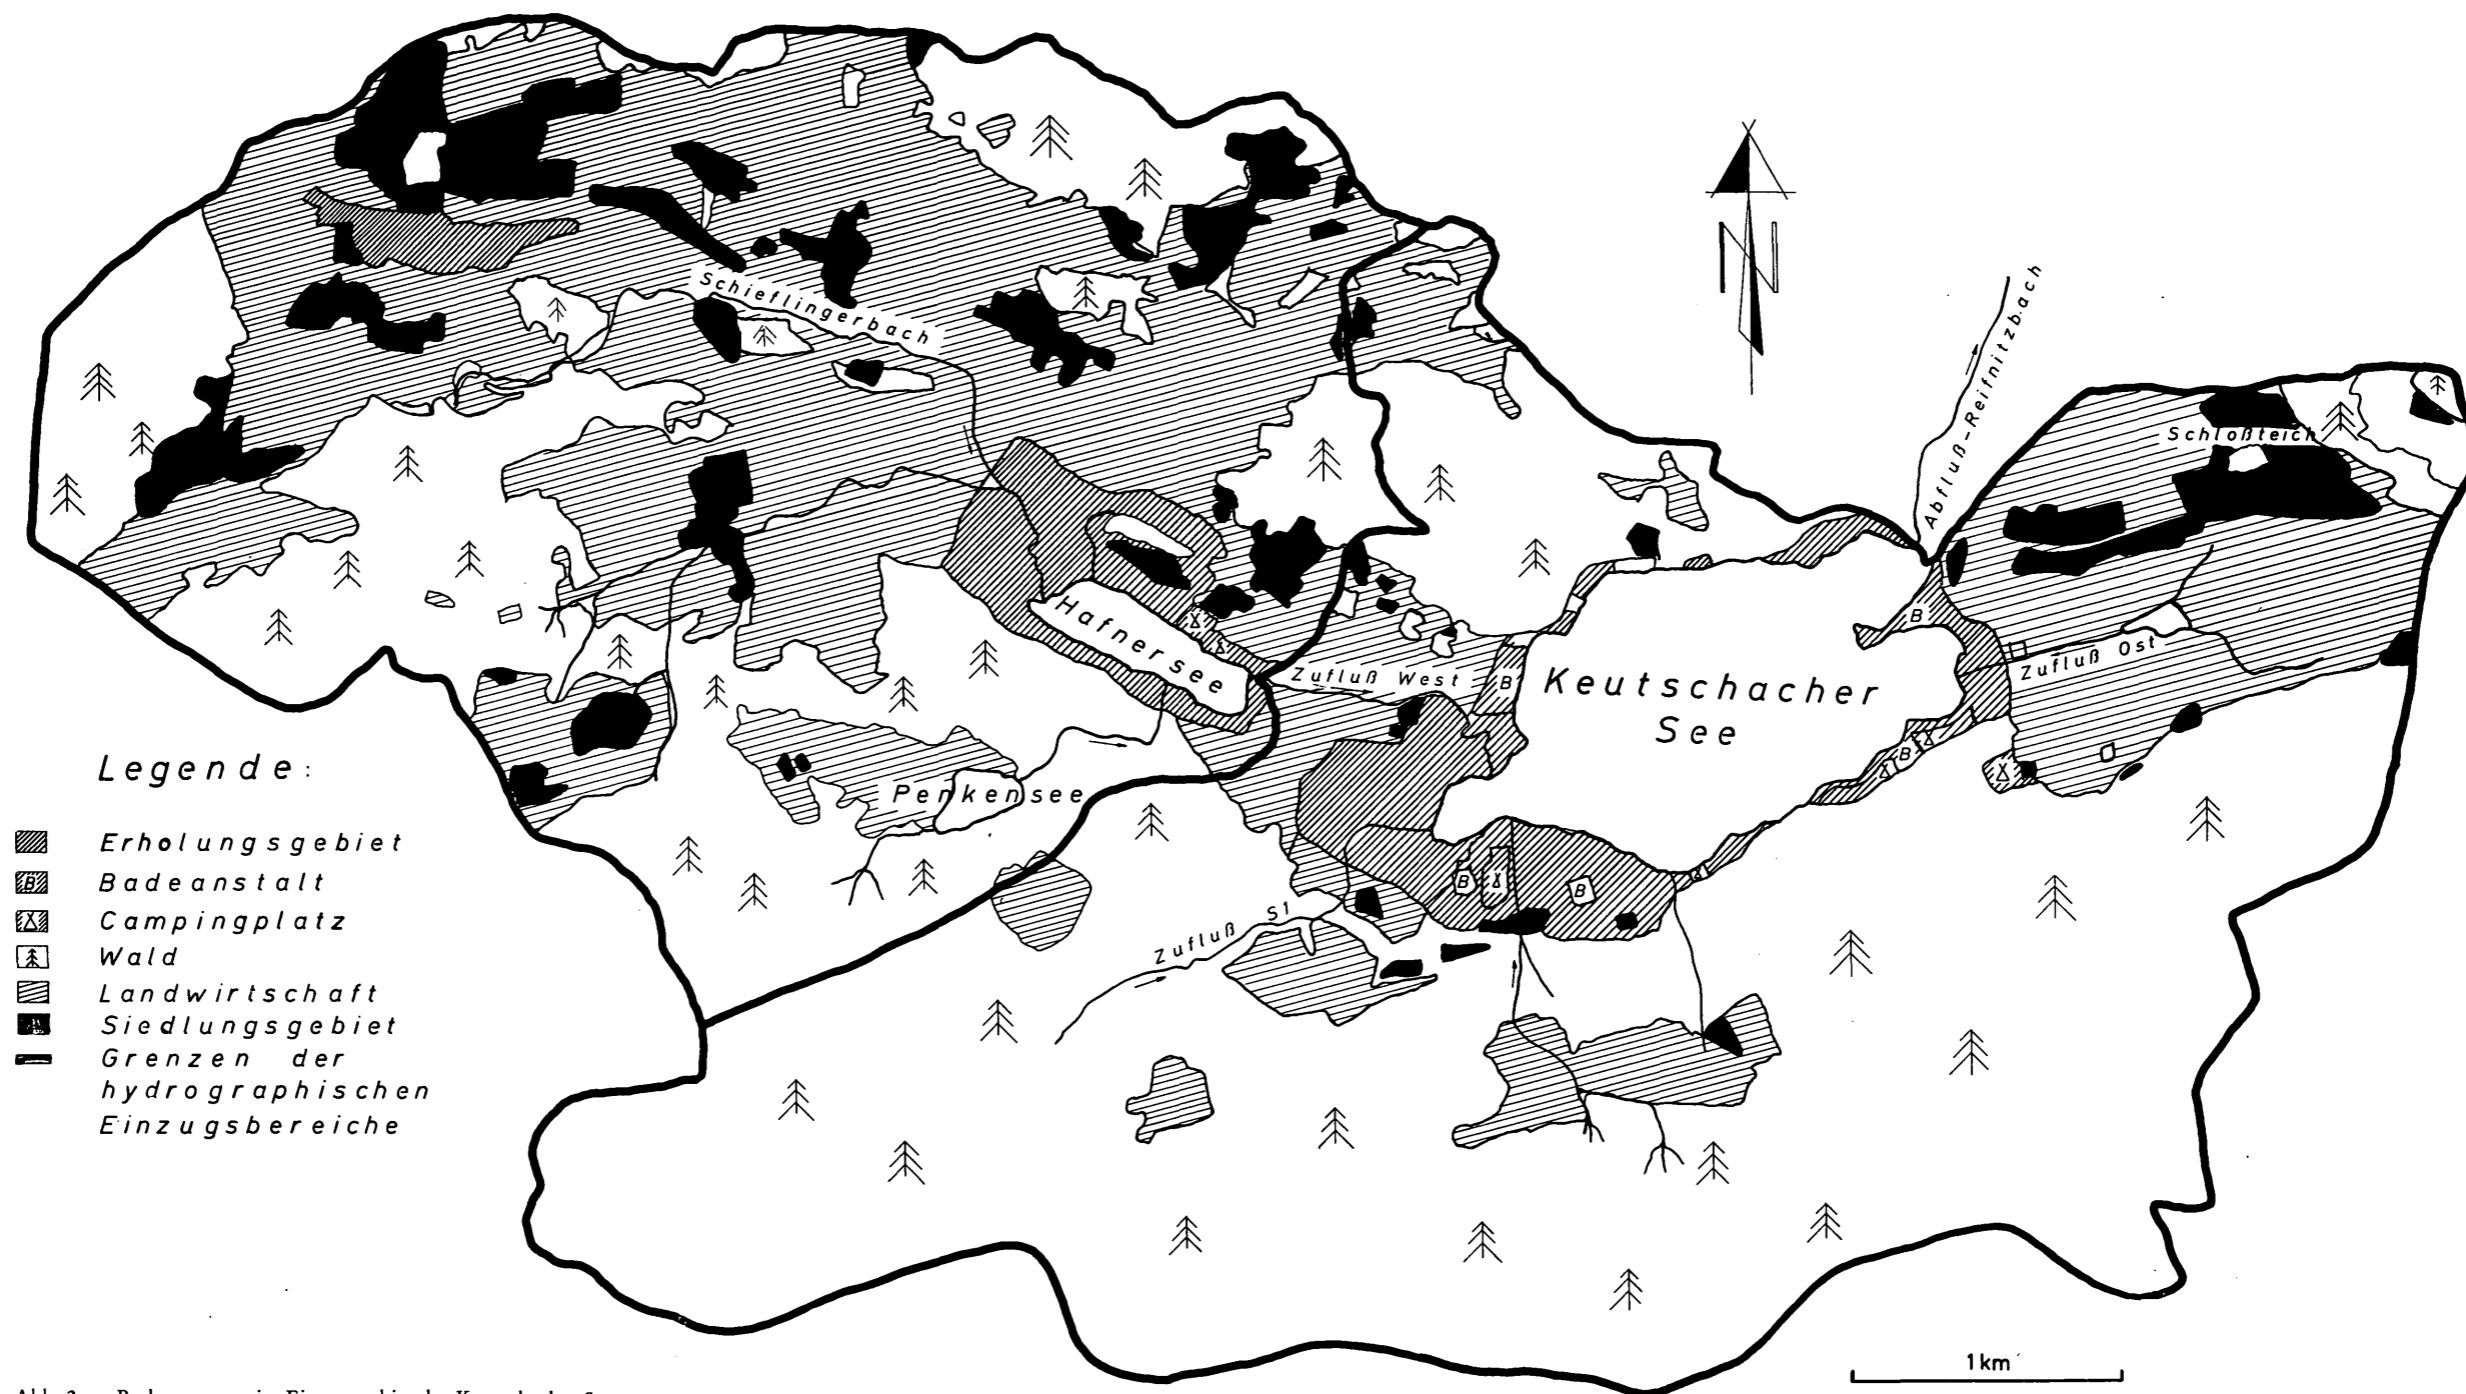 Schieflingerbach
Abfluß-Reifnitzbach
Schloßteich
Hafnersee
Zufluß West
B
Keutschacher
See
B
Zufluß Ost
B
Penkensee
B
B
Zufluß S1
Legende:
Erholungsgebiet
B Badeanstalt
Campingplatz
Wald
Landwirtschaft
Siedlungsgebiet
Grenzen der
hydrographischen
Einzugsbereiche
N
1km